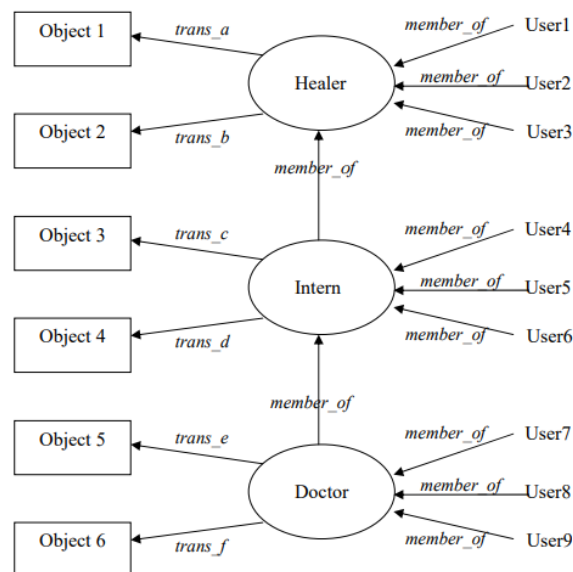 Object 1
trans_a
member_of
User1
Healer
member_of
User2
Object 2
trans_b
member_of
User3
member_of
Object 3
trans_c
member_of
User4
Intern
member_of
User5
Object 4
trans_d
member_of
User6
member_of
Object 5
trans_e
member_of
User7
Doctor
member_of
User8
Object 6
trans_f
member_of
User9